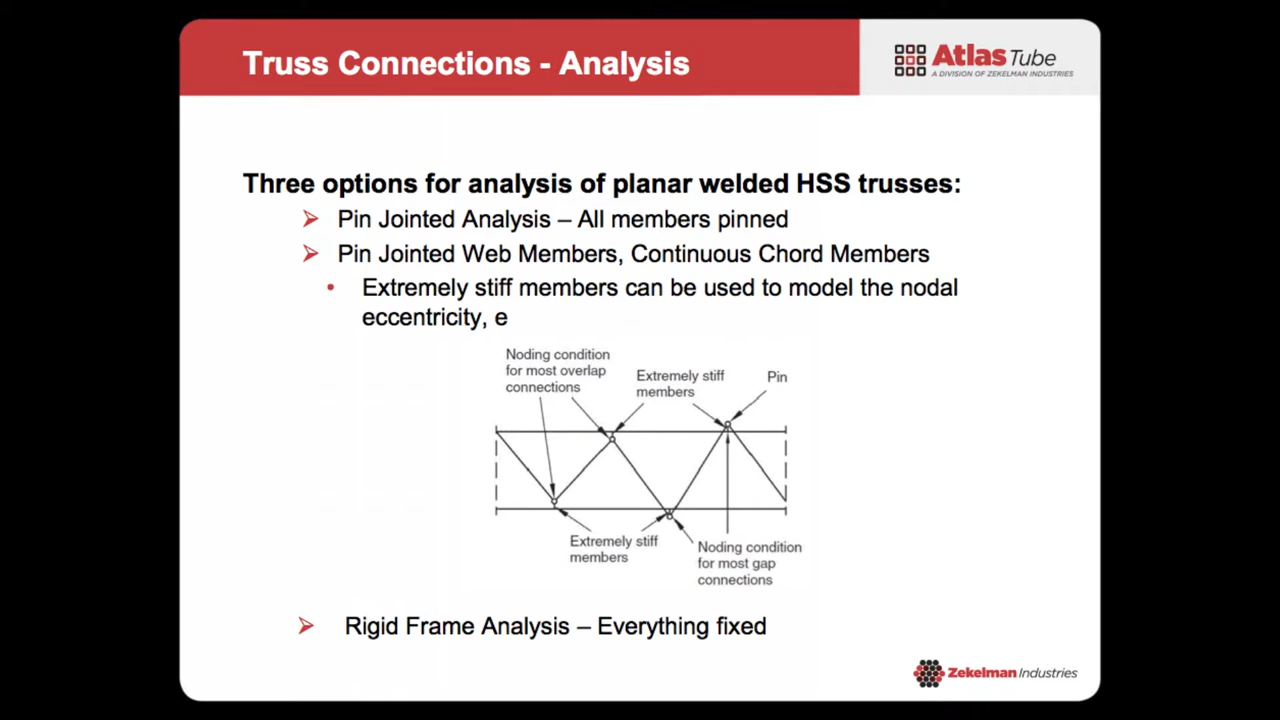 Truss Connections - Analysis
Atlas Tube
A DIVISION OF ZEKELMAN INDUSTRIES
Three options for analysis of planar welded HSS trusses:
Pin Jointed Analysis – All members pinned
Pin Jointed Web Members, Continuous Chord Members
Extremely stiff members can be used to model the nodal
eccentricity, e
Noding condition
for most overlap
connections
Extremely stiff
members
Pin
Extremely stiff
members
Noding condition
for most gap
connections
Rigid Frame Analysis – Everything fixed
Zekelman Industries